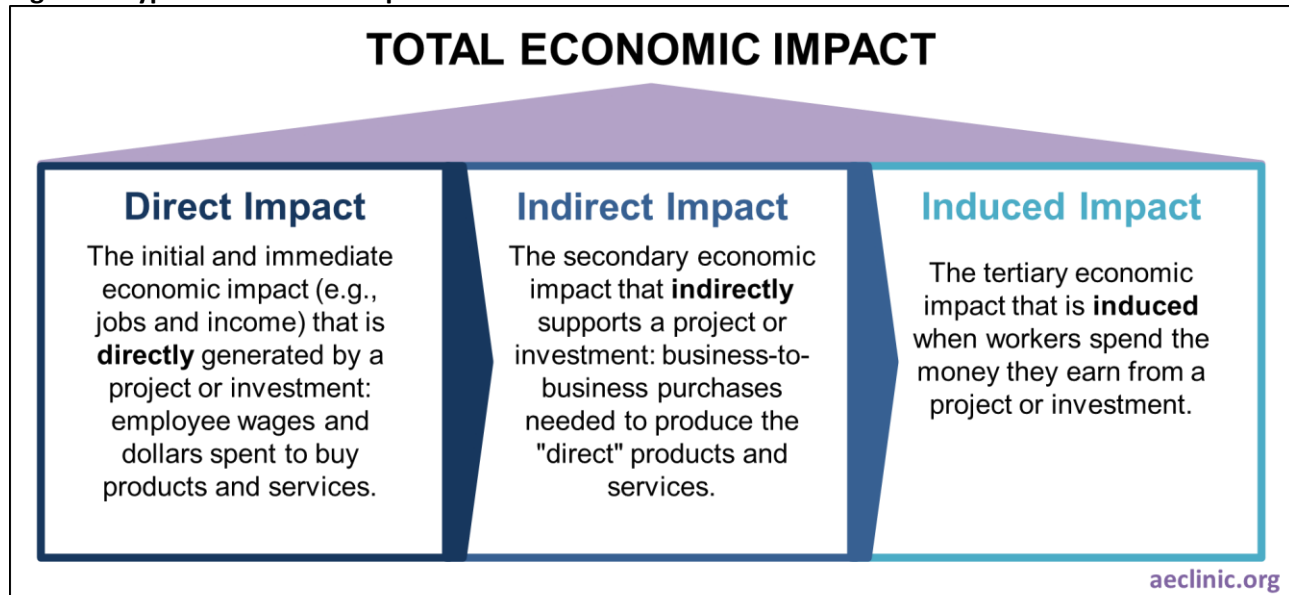 TOTAL ECONOMIC IMPACT
Direct Impact
The initial and immediate
economic impact (e.g.,
jobs and income) that is
directly generated by a
project or investment:
employee wages and
dollars spent to buy
products and services.
Indirect Impact
The secondary economic
impact that indirectly
supports a project or
investment: business-to-
business purchases
needed to produce the
"direct" products and
services.
Induced Impact
The tertiary economic
impact that is induced
when workers spend the
money they earn from a
project or investment.
aeclinic.org